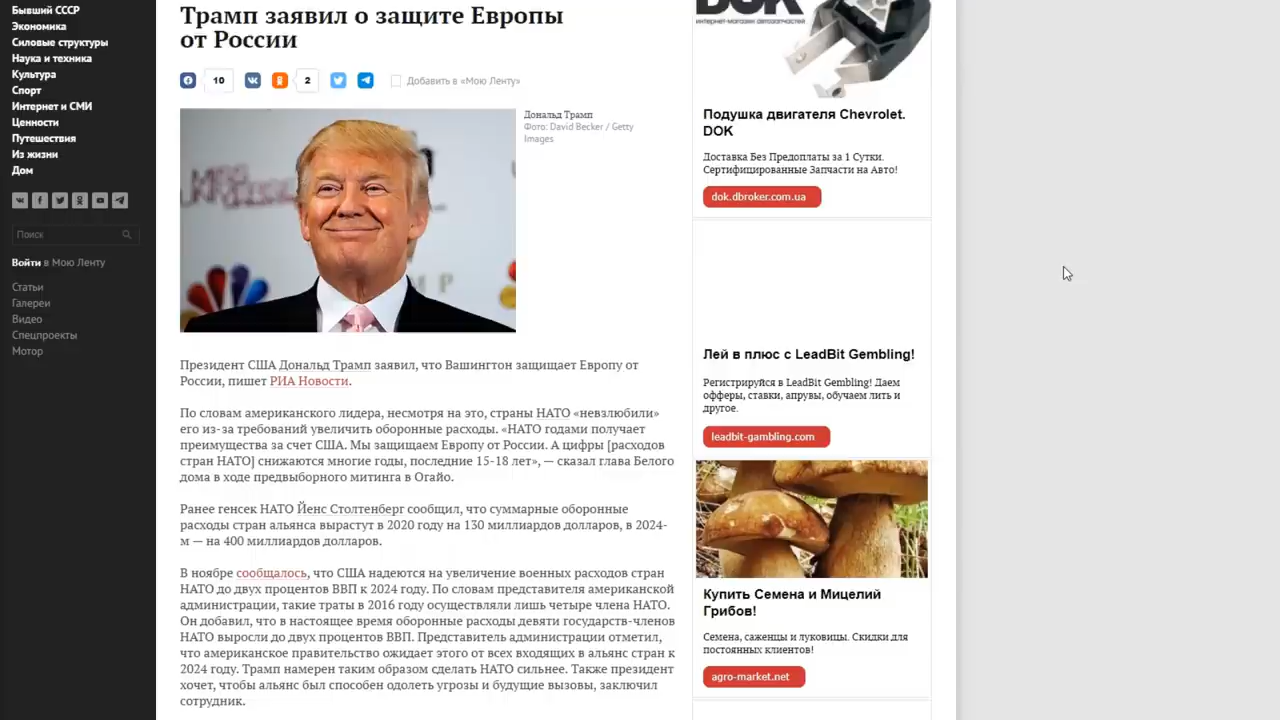 Бывший СССР
Экономика
Силовые структуры
Наука и техника
Культура
Спорт
Интернет и СМИ
Ценности
Путешествия
Из жизни
Дом
Поиск
Войти в Мою Ленту
Статьи
Галереи
Видео
Спецпроекты
Мотор
Трамп заявил о защите Европы
от России
10
2
Добавить в «Мою Ленту»
Дональд Трамп
Фото: David Becker / Getty
Images
Президент США Дональд Трамп заявил, что Вашингтон защищает Европу от
России, пишет РИА Новости.
По словам американского лидера, несмотря на это, страны НАТО «невзлюбили»
его из-за требований увеличить оборонные расходы. «НАТО годами получает
преимущества за счет США. Мы защищаем Европу от России. А цифры [расходов
стран НАТО] снижаются многие годы, последние 15-18 лет», — сказал глава Белого
дома в ходе предвыборного митинга в Огайо.
Ранее генсек НАТО Йенс Столтенберг сообщил, что суммарные оборонные
расходы стран альянса вырастут в 2020 году на 130 миллиардов долларов, в 2024-
м — на 400 миллиардов долларов.
В ноябре сообщалось, что США надеются на увеличение военных расходов стран
НАТО до двух процентов ВВП к 2024 году. По словам представителя американской
администрации, такие траты в 2016 году осуществляли лишь четыре члена НАТО.
Он добавил, что в настоящее время оборонные расходы девяти государств-членов
НАТО выросли до двух процентов ВВП. Представитель администрации отметил,
что американское правительство ожидает этого от всех входящих в альянс стран к
2024 году. Трамп намерен таким образом сделать НАТО сильнее. Также президент
хочет, чтобы альянс был способен одолеть угрозы и будущие вызовы, заключил
сотрудник.
DOK
интернет-магазин автозапчастей
Подушка двигателя Chevrolet.
DOK
Доставка Без Предоплаты за 1 Сутки.
Сертифицированные Запчасти на Авто!
dok.dbroker.com.ua
Лей в плюс с LeadBit Gembling!
Регистрируйся в LeadBit Gembling! Даем
офферы, ставки, апрувы, обучаем лить и
другое.
leadbit-gambling.com
Купить Семена и Мицелий
Грибов!
Семена, саженцы и луковицы. Скидки для
постоянных клиентов!
agro-market.net